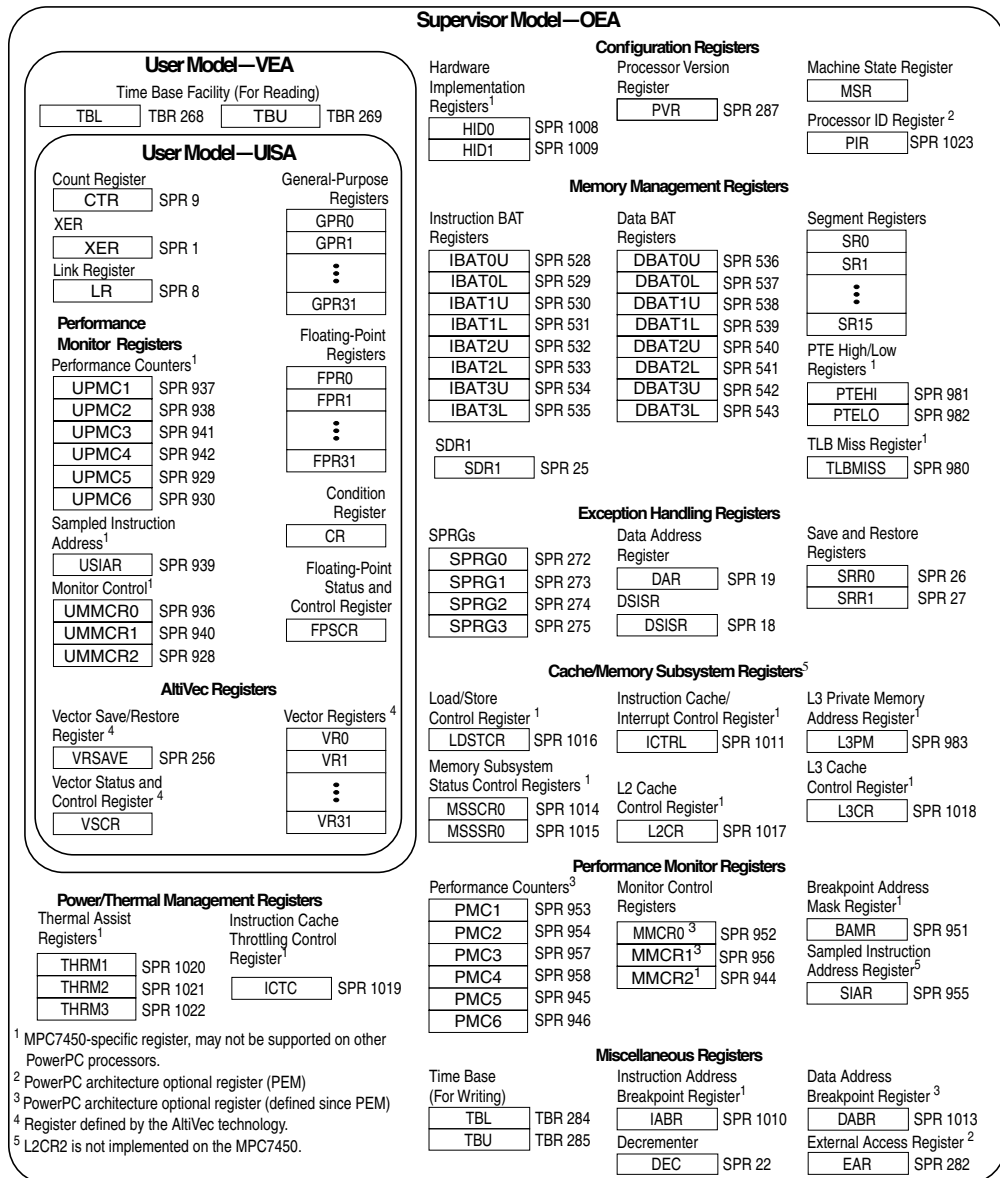 Supervisor Model—OEA
User Model—VEA
Time Base Facility (For Reading)
TBL TBR 268 TBU TBR 269
User Model—UISA
Count Register
CTR SPR 9
XER
XER SPR 1
Link Register
LR SPR 8
Performance
Monitor Registers
Performance Counters1
UPMC1 SPR 937
UPMC2 SPR 938
UPMC3 SPR 941
UPMC4 SPR 942
UPMC5 SPR 929
UPMC6 SPR 930
Sampled Instruction
Address1
USIAR SPR 939
Monitor Control1
UMMCR0 SPR 936
UMMCR1 SPR 940
UMMCR2 SPR 928
General-Purpose
Registers
GPR0
GPR1
GPR31
Floating-Point
Registers
FPR0
FPR1
FPR31
Condition
Register
CR
Floating-Point
Status and
Control Register
FPSCR
AltiVec Registers
Vector Save/Restore
Register 4
VRSAVE SPR 256
Vector Status and
Control Register 4
VSCR
Vector Registers 4
VR0
VR1
VR31
Configuration Registers
Hardware
Implementation
Registers1
HID0 SPR 1008
HID1 SPR 1009
Processor Version
Register
PVR SPR 287
Machine State Register
MSR
Processor ID Register 2
PIR SPR 1023
Memory Management Registers
Instruction BAT
Registers
IBAT0U SPR 528
IBAT0L SPR 529
IBAT1U SPR 530
IBAT1L SPR 531
IBAT2U SPR 532
IBAT2L SPR 533
IBAT3U SPR 534
IBAT3L SPR 535
SDR1
SDR1 SPR 25
Data BAT
Registers
DBAT0U SPR 536
DBAT0L SPR 537
DBAT1U SPR 538
DBAT1L SPR 539
DBAT2U SPR 540
DBAT2L SPR 541
DBAT3U SPR 542
DBAT3L SPR 543
Segment Registers
SR0
SR1
SR15
PTE High/Low
Registers 1
PTEHI SPR 981
PTELO SPR 982
TLB Miss Register1
TLBMISS SPR 980
Exception Handling Registers
SPRGs
SPRG0 SPR 272
SPRG1 SPR 273
SPRG2 SPR 274
SPRG3 SPR 275
Data Address
Register
DAR SPR 19
DSISR
DSISR SPR 18
Save and Restore
Registers
SRR0 SPR 26
SRR1 SPR 27
Cache/Memory Subsystem Registers5
Load/Store
Control Register 1
LDSTCR SPR 1016
Memory Subsystem
Status Control Registers 1
MSSCR0 SPR 1014
MSSSR0 SPR 1015
Instruction Cache/
Interrupt Control Register1
ICTRL SPR 1011
L2 Cache
Control Register1
L2CR SPR 1017
L3 Private Memory
Address Register1
L3PM SPR 983
L3 Cache
Control Register1
L3CR SPR 1018
Performance Monitor Registers
Performance Counters3
PMC1 SPR 953
PMC2 SPR 954
PMC3 SPR 957
PMC4 SPR 958
PMC5 SPR 945
PMC6 SPR 946
Monitor Control
Registers
MMCR0 3 SPR 952
MMCR13 SPR 956
MMCR21 SPR 944
Breakpoint Address
Mask Register1
BAMR SPR 951
Sampled Instruction
Address Register5
SIAR SPR 955
Power/Thermal Management Registers
Thermal Assist
Registers1
THRM1 SPR 1020
THRM2 SPR 1021
THRM3 SPR 1022
Instruction Cache
Throttling Control
Register1
ICTC SPR 1019
Miscellaneous Registers
Time Base
(For Writing)
TBL TBR 284
TBU TBR 285
Instruction Address
Breakpoint Register1
IABR SPR 1010
Decrementer
DEC SPR 22
Data Address
Breakpoint Register 3
DABR SPR 1013
External Access Register 2
EAR SPR 282
1 MPC7450-specific register, may not be supported on other
PowerPC processors.
2 PowerPC architecture optional register (PEM)
3 PowerPC architecture optional register (defined since PEM)
4 Register defined by the AltiVec technology.
5 L2CR2 is not implemented on the MPC7450.